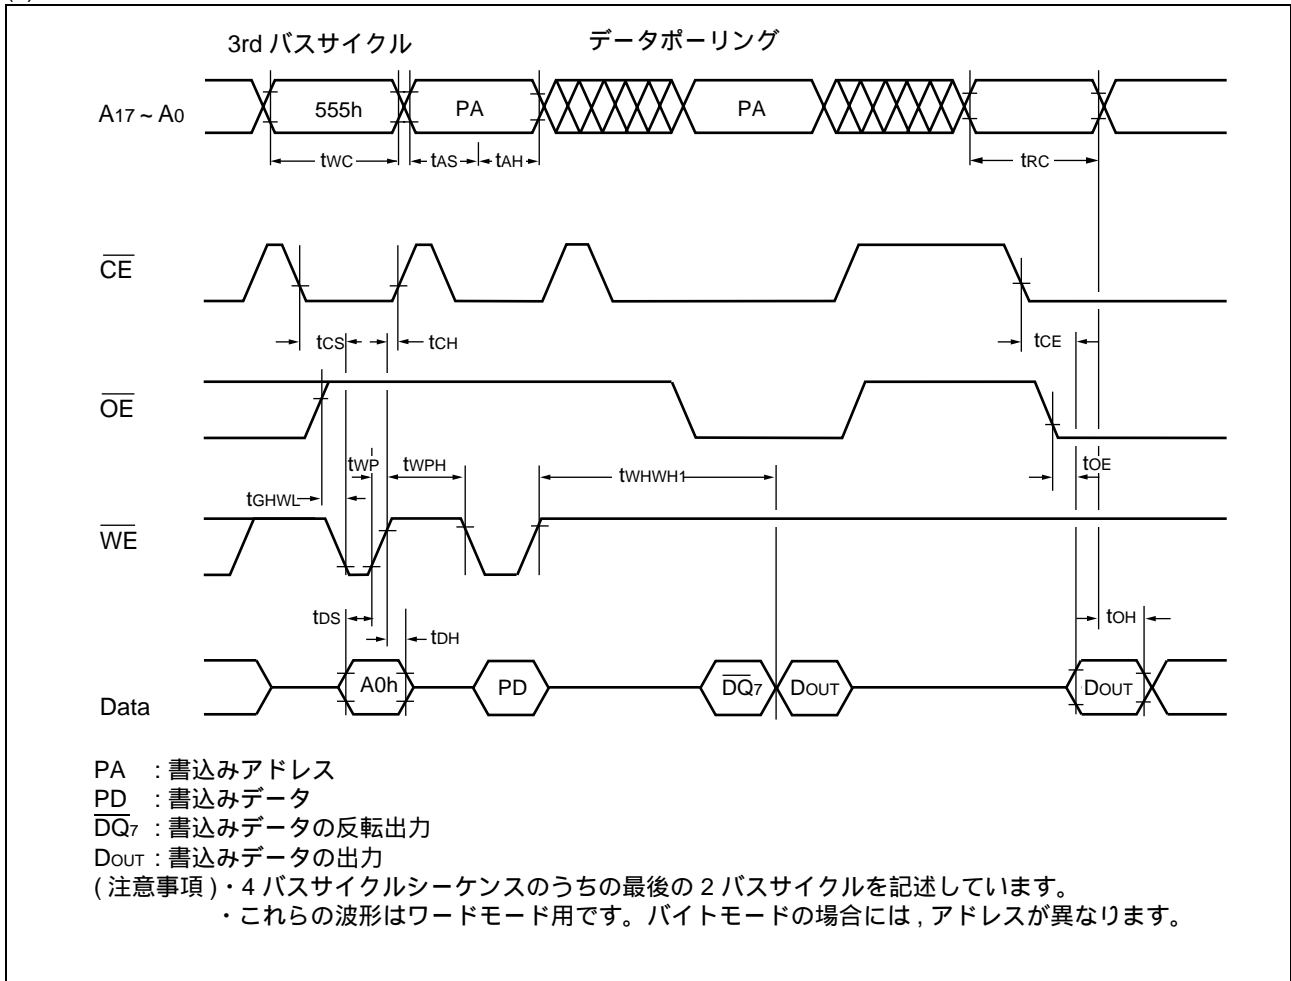 3rd バスサイクル
データポーリング
A17 ~ A0
555h
PA
PA
tWC
tAS
tAH
tRC
CE
tCS
tCH
tCE
OE
tWP
tWPH
tWHWH1
tOE
tGHWL
WE
tDS
tDH
tOH
Data
A0h
PD
DQ7
DOUT
DOUT
PA : 書込みアドレス
PD : 書込みデータ
DQ7 : 書込みデータの反転出力
DOUT : 書込みデータの出力
( 注意事項 )・4 バスサイクルシーケンスのうちの最後の 2 バスサイクルを記述しています。
・これらの波形はワードモード用です。バイトモードの場合には , アドレスが異なります。